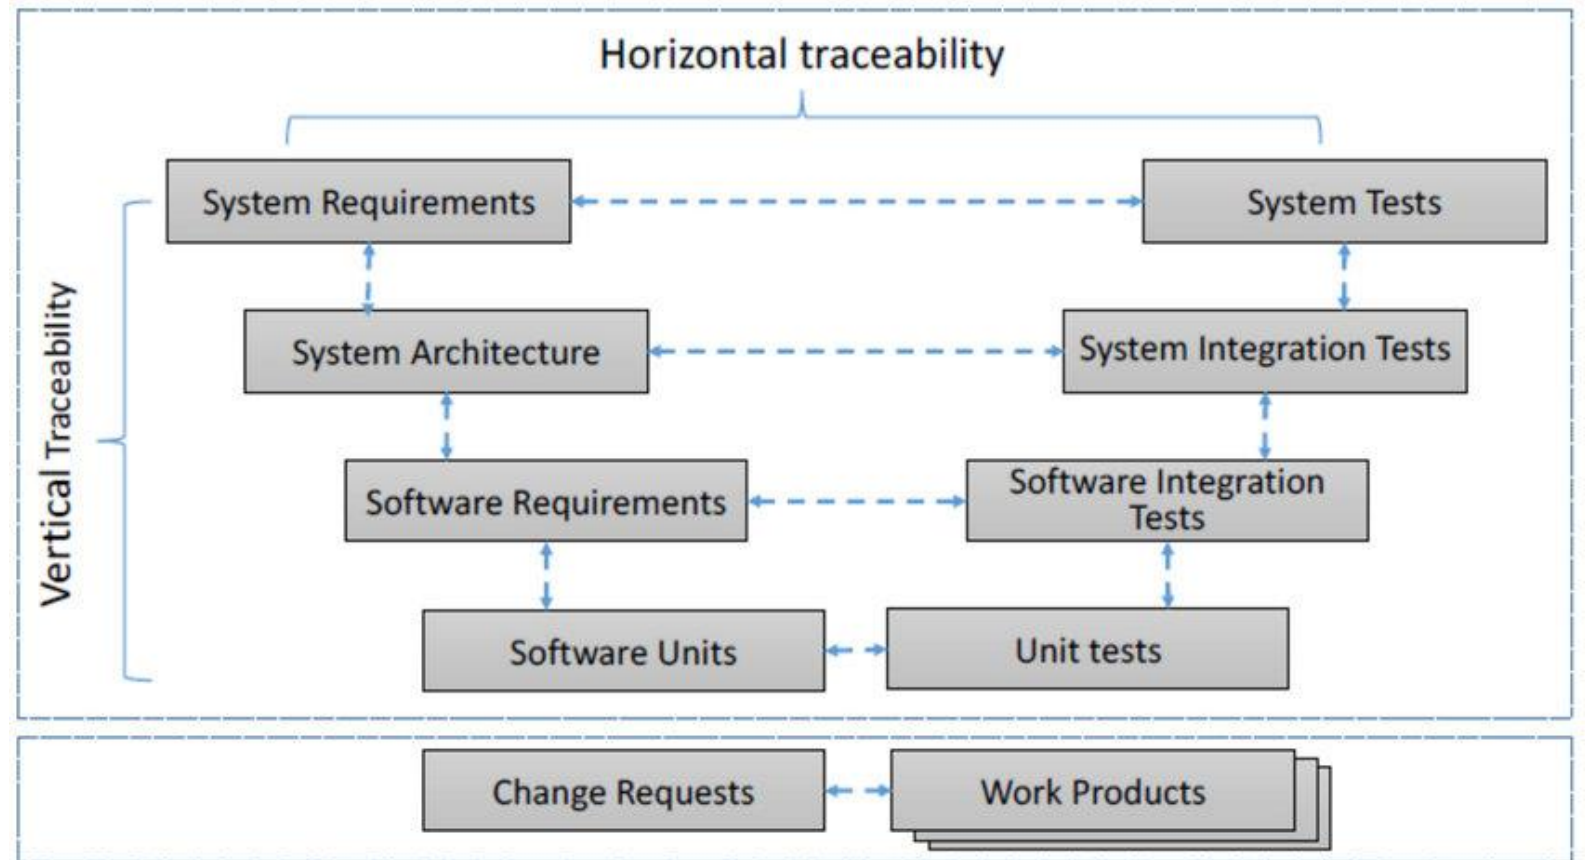 Horizontal traceability
System Requirements
System Tests
Vertical Traceability
System Architecture
System Integration Tests
Software Requirements
Software Integration
Tests
Software Units
Unit tests
Change Requests
Work Products